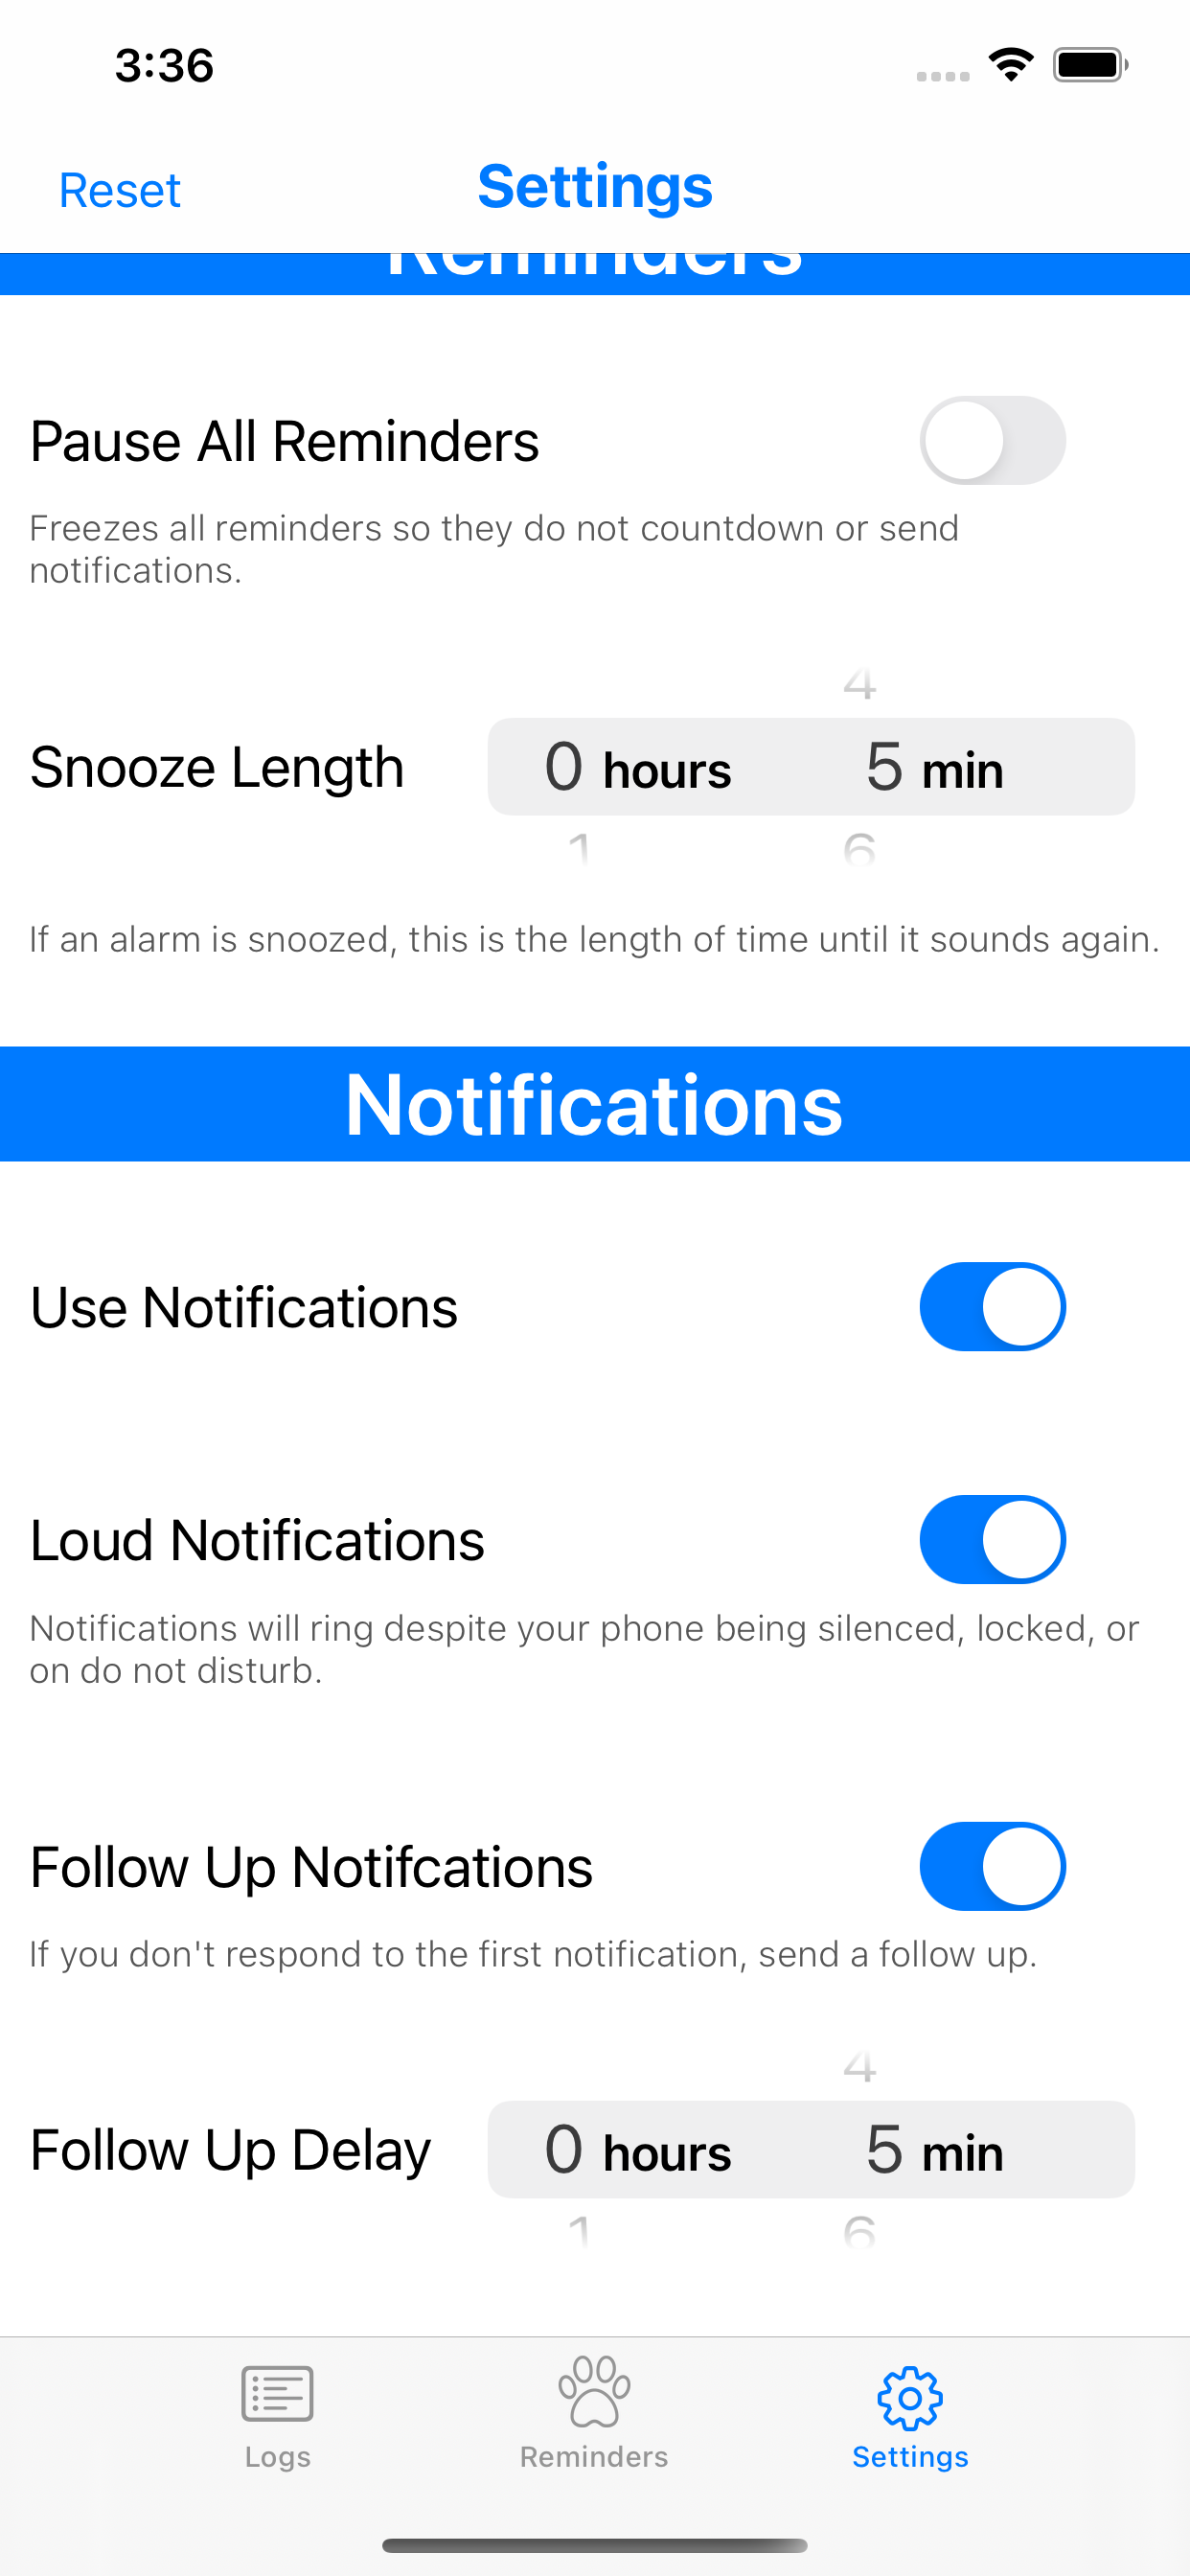 3:36
Reset
Settings
Reminders
Pause All Reminders
Freezes all reminders so they do not countdown or send
notifications.
4
Snooze Length
0 hours 5 min
1 6
If an alarm is snoozed, this is the length of time until it sounds again.
Notifications
Use Notifications
Loud Notifications
Notifications will ring despite your phone being silenced, locked, or
on do not disturb.
Follow Up Notifcations
If you don't respond to the first notification, send a follow up.
4
Follow Up Delay
0 hours 5 min
1 6
Logs
Reminders
Settings